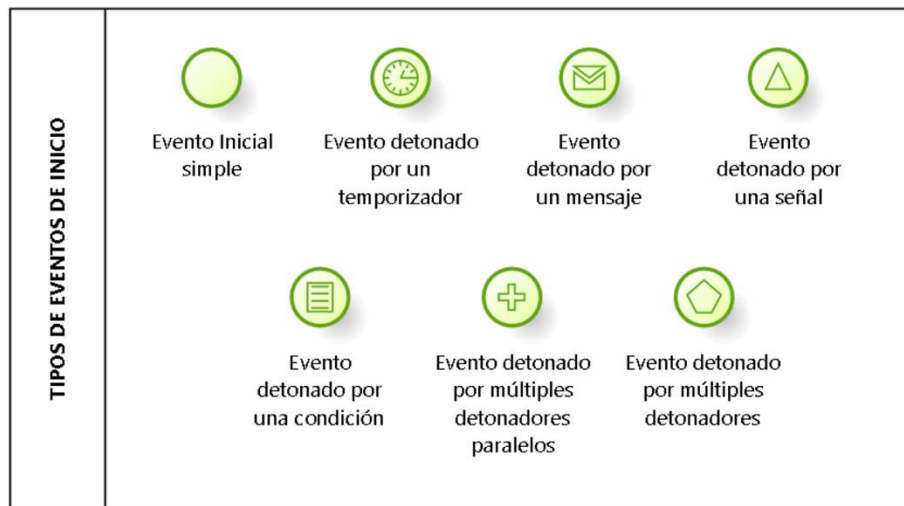 TIPOS DE EVENTOS DE INICIO
Evento Inicial
simple
Evento detonado
por un
temporizador
Evento
detonado por
un mensaje
Evento
detonado por
una señal
Evento
detonado por
una condición
Evento detonado
por múltiples
detonadores
paralelos
Evento detonado
por múltiples
detonadores